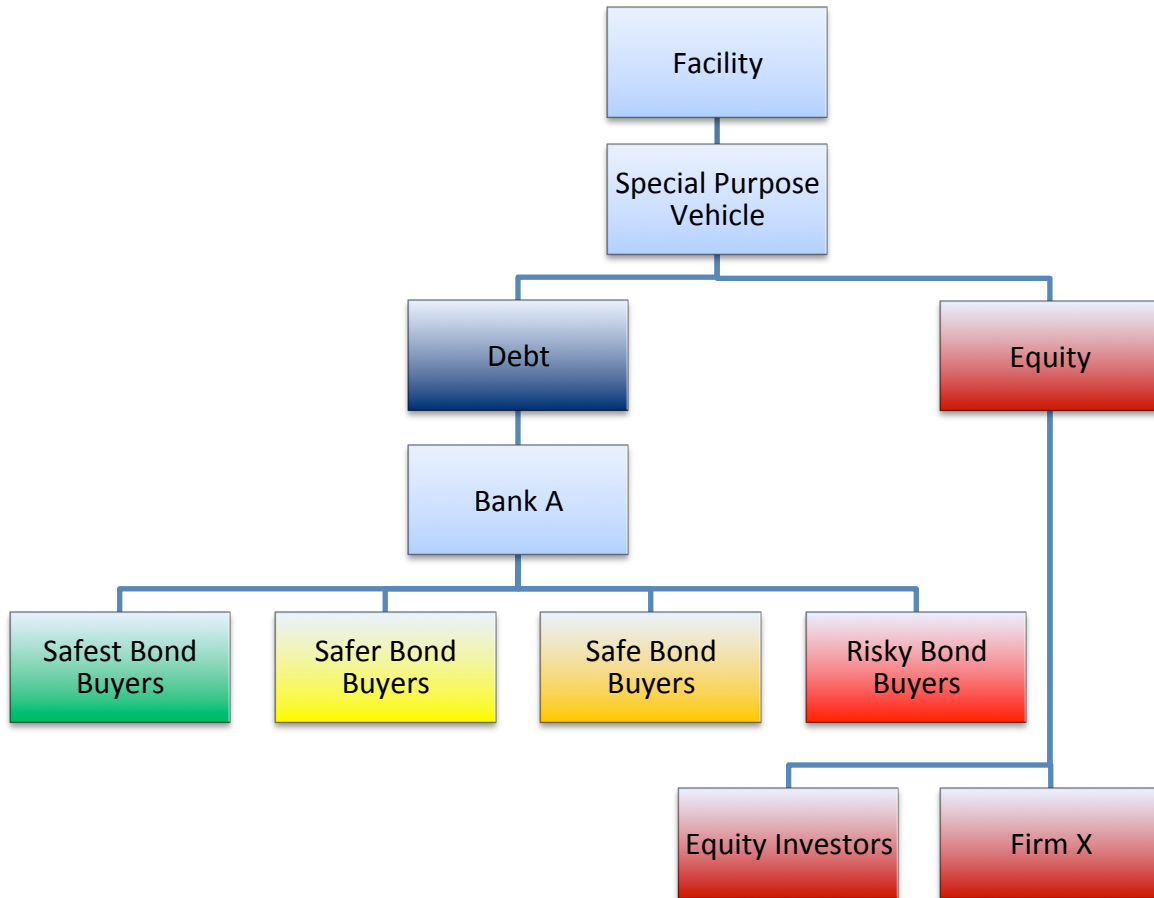 Facility
Special Purpose
Vehicle
Debt
Equity
Bank A
Safest Bond
Buyers
Safer Bond
Buyers
Safe Bond
Buyers
Risky Bond
Buyers
Equity Investors
Firm X